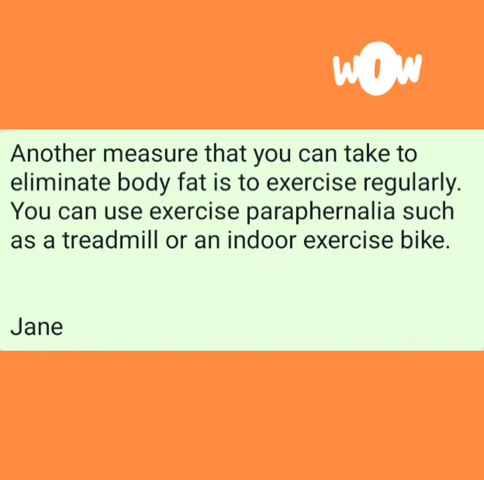 WOW
Another measure that you can take to
eliminate body fat is to exercise regularly.
You can use exercise paraphernalia such
as a treadmill or an indoor exercise bike.
Jane